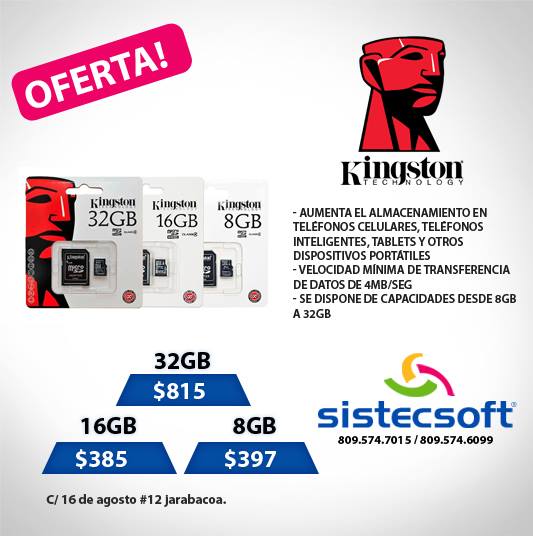 OFERTA!
Kingston
TECHNOLOGY
Kingston
32GB
Kingston
16GB
Kingston
8GB
- AUMENTA EL ALMACENAMIENTO EN
TELÉFONOS CELULARES, TELÉFONOS
INTELIGENTES, TABLETS Y OTROS
DISPOSITIVOS PORTÁTILES
- VELOCIDAD MÍNIMA DE TRANSFERENCIA
DE DATOS DE 4MB/SEG
- SE DISPONE DE CAPACIDADES DESDE 8GB
A 32GB
32GB
$815
16GB
$385
8GB
$397
sistecsoft®
809.574.7015 / 809.574.6099
C/ 16 de agosto #12 jarabacoa.